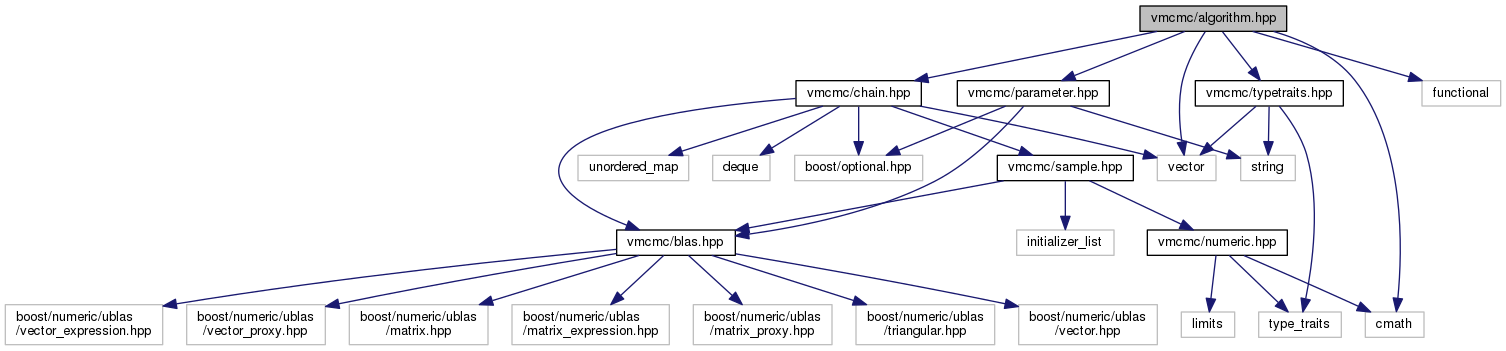 vmcmc/algorithm.hpp
vmcmc/chain.hpp
vmcmc/parameter.hpp
vmcmc/typetraits.hpp
functional
unordered_map
deque
boost/optional.hpp
vmcmc/sample.hpp
vector
string
vmcmc/blas.hpp
initializer_list
vmcmc/numeric.hpp
boost/numeric/ublas
/vector_expression.hpp
boost/numeric/ublas
/vector_proxy.hpp
boost/numeric/ublas
/matrix.hpp
boost/numeric/ublas
/matrix_expression.hpp
boost/numeric/ublas
/matrix_proxy.hpp
boost/numeric/ublas
/triangular.hpp
boost/numeric/ublas
/vector.hpp
limits
type_traits
cmath